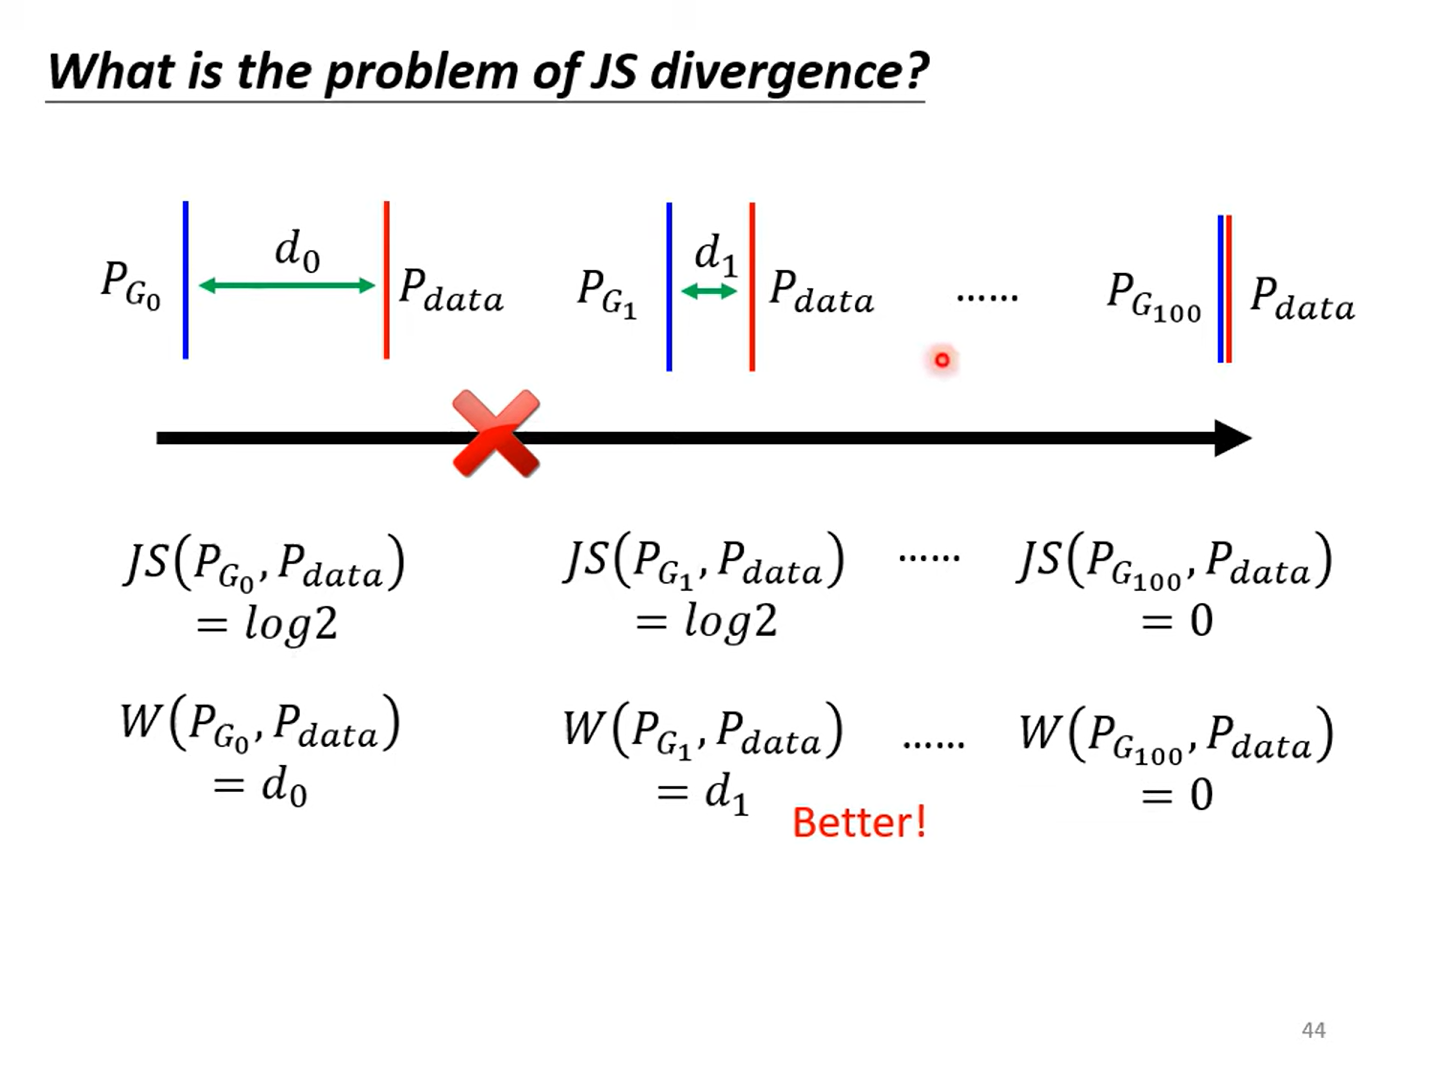 What is the problem of JS divergence?
P_{G_0} d_0 P_{data} P_{G_1} d_1 P_{data} ...... P_{G_{100}} P_{data}
JS(P_{G_0}, P_{data}) JS(P_{G_1}, P_{data}) ...... JS(P_{G_{100}}, P_{data})
= log2 = log2 = 0
W(P_{G_0}, P_{data}) W(P_{G_1}, P_{data}) ...... W(P_{G_{100}}, P_{data})
= d_0 = d_1 = 0
Better!
44